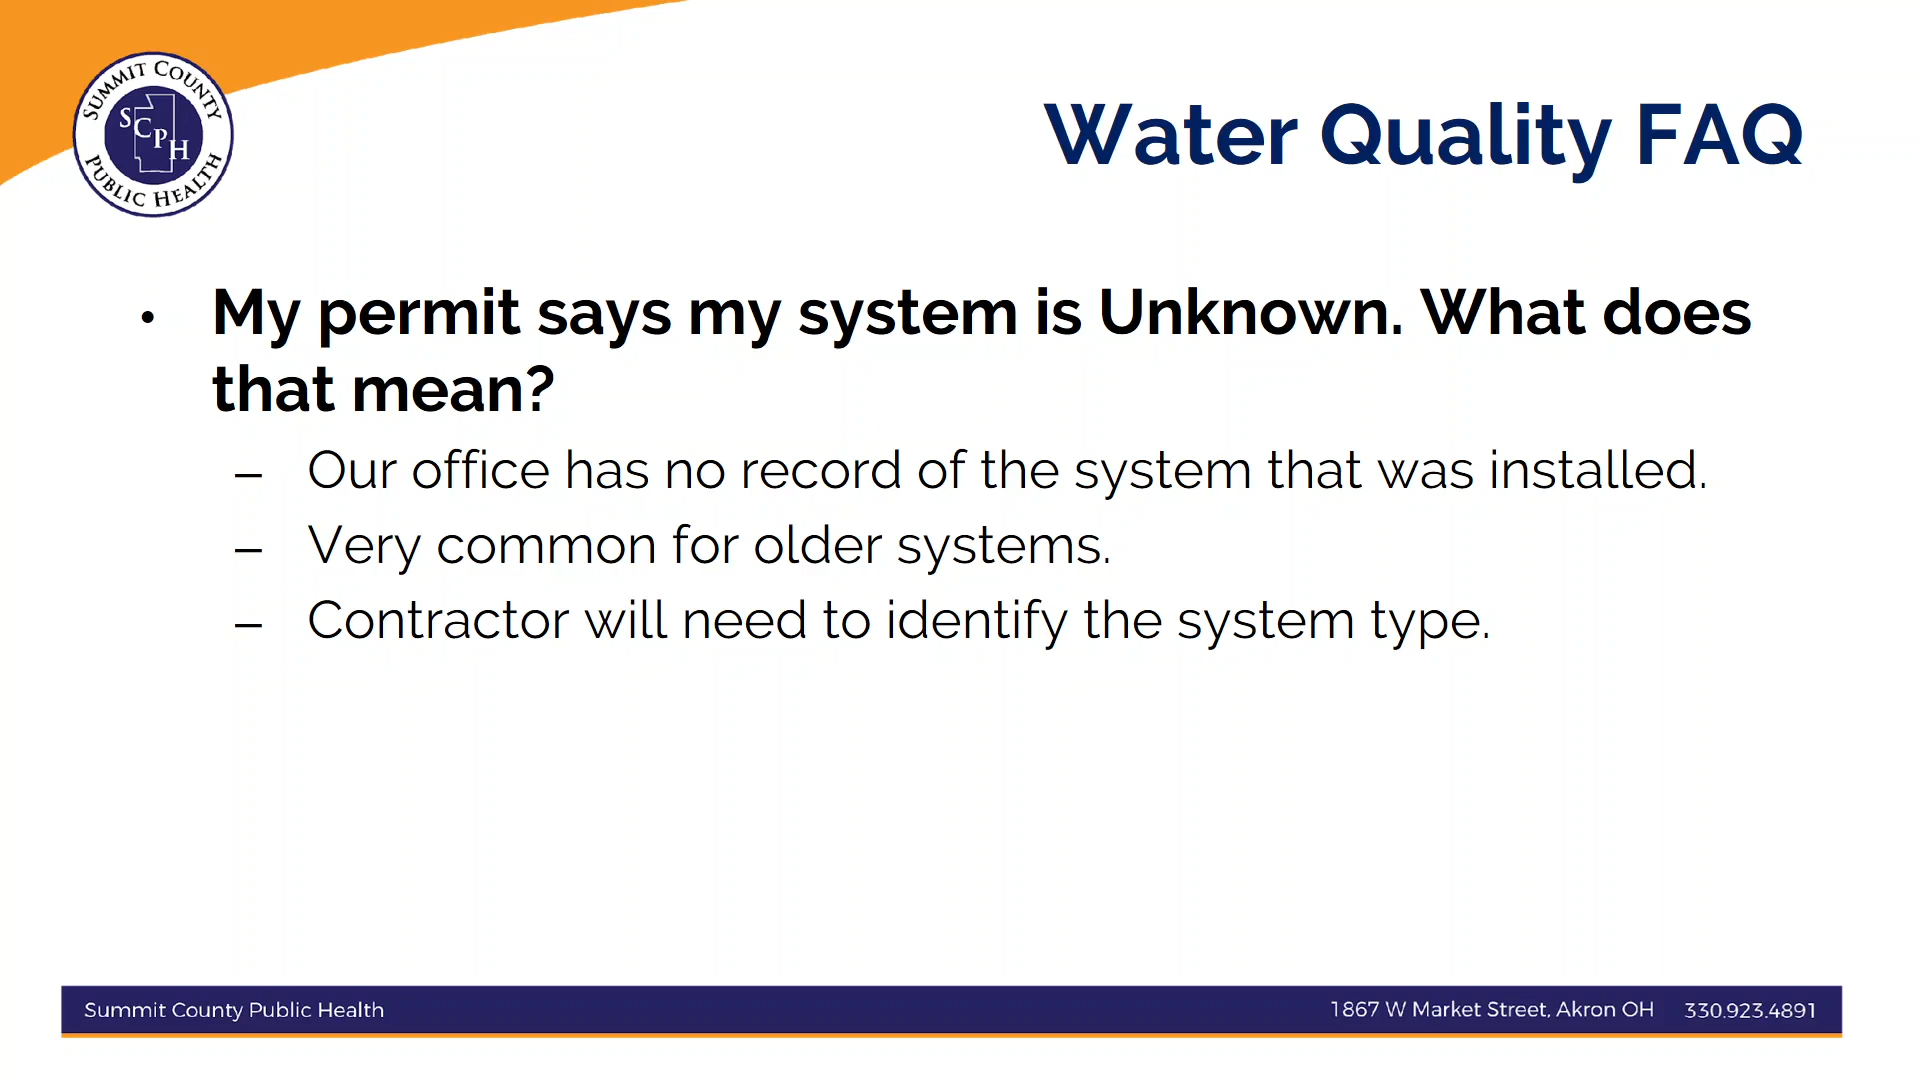 SUMMIT COUNTY
SCPH
PUBLIC HEALTH
Water Quality FAQ
• My permit says my system is Unknown. What does
that mean?
– Our office has no record of the system that was installed.
– Very common for older systems.
– Contractor will need to identify the system type.
Summit County Public Health
1867 W Market Street, Akron OH 330.923.4891